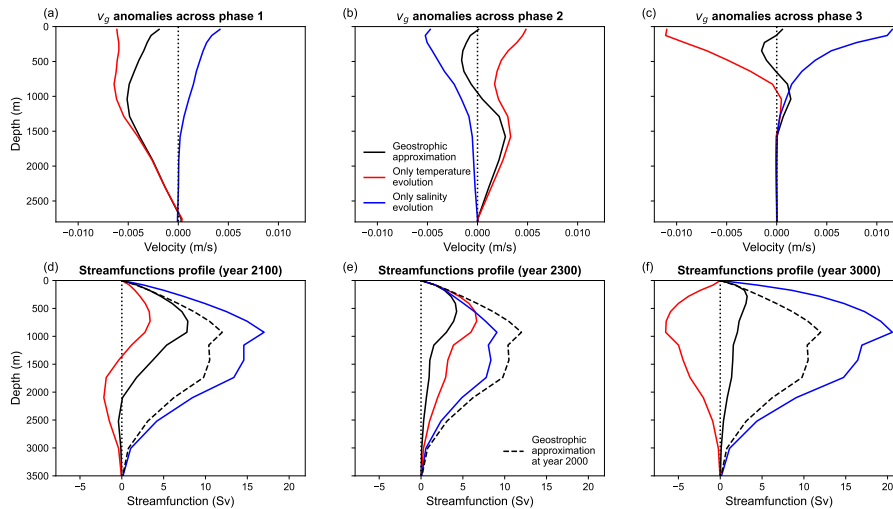 (a) v_g anomalies across phase 1
(b) v_g anomalies across phase 2
(c) v_g anomalies across phase 3
Depth (m)
0
500
1000
1500
2000
2500
−0.010 −0.005 0.000 0.005 0.010
Velocity (m/s)
Geostrophic
approximation
Only temperature
evolution
Only salinity
evolution
−0.010 −0.005 0.000 0.005 0.010
Velocity (m/s)
−0.010 −0.005 0.000 0.005 0.010
Velocity (m/s)
(d) Streamfunctions profile (year 2100)
(e) Streamfunctions profile (year 2300)
(f) Streamfunctions profile (year 3000)
Depth (m)
0
500
1000
1500
2000
2500
3000
3500
−5 0 5 10 15 20
Streamfunction (Sv)
Geostrophic
approximation
at year 2000
−5 0 5 10 15 20
Streamfunction (Sv)
−5 0 5 10 15 20
Streamfunction (Sv)